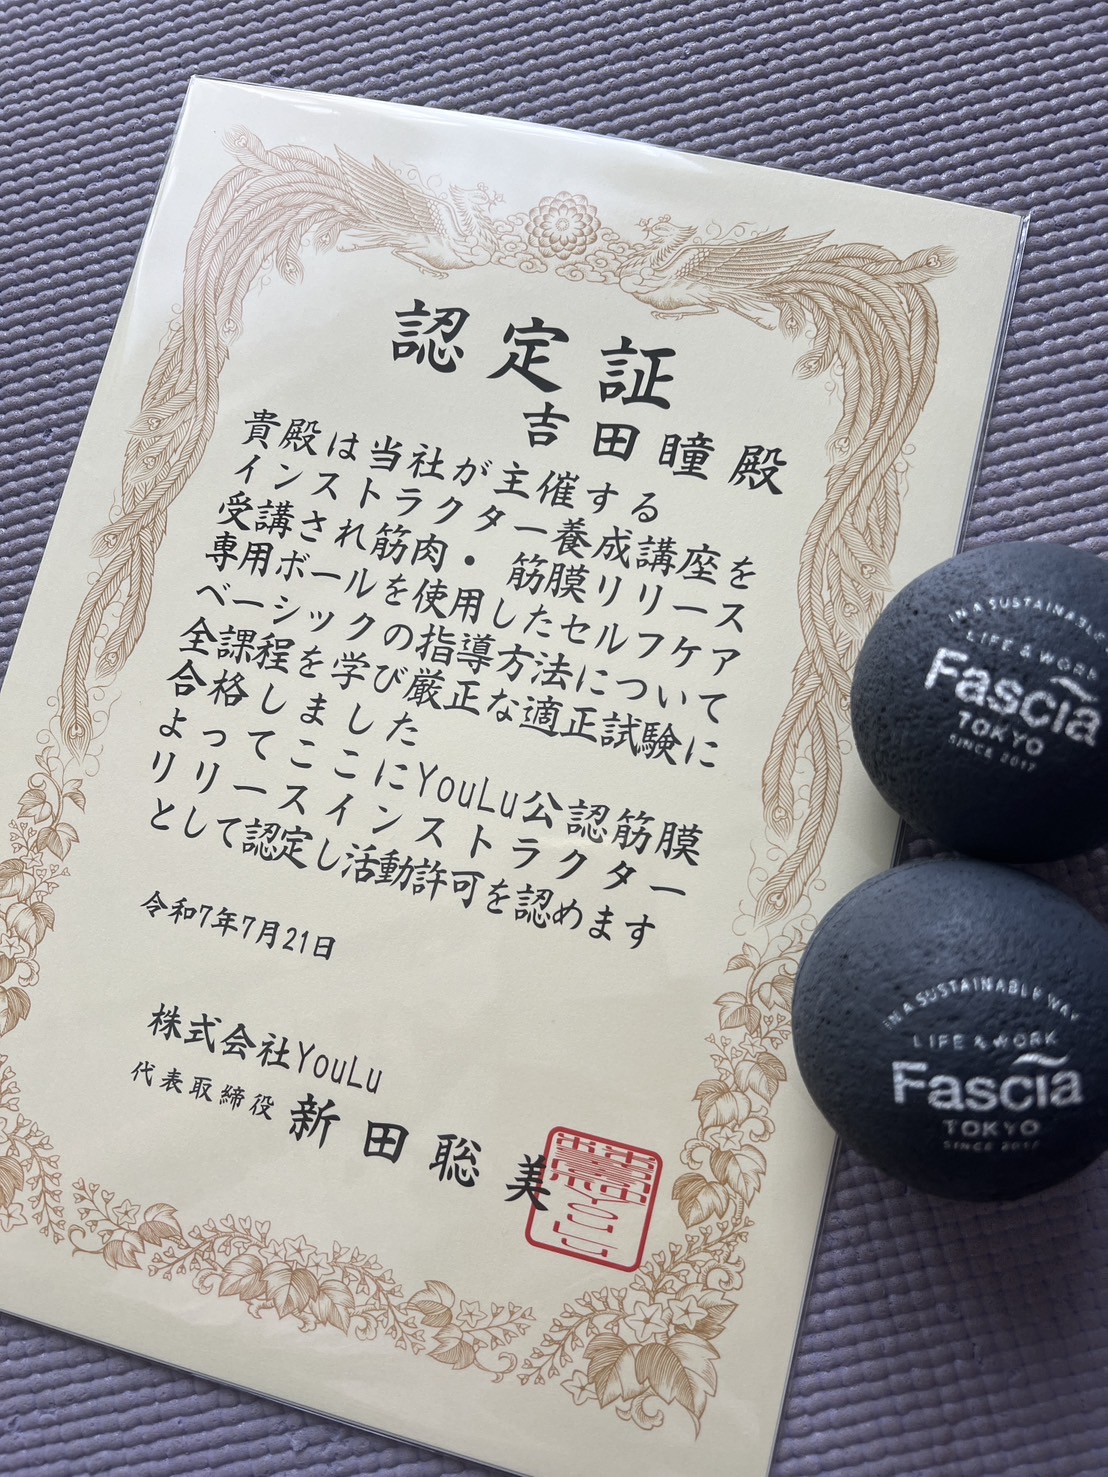 認定証
吉田瞳殿
貴殿は当社が主催する
インストラクター養成講座を
受講され筋肉・筋膜リリース
専用ボールを使用したセルフケア
ベーシックの指導方法について
全課程を学び厳正な適正試験に
合格しました
よってここにYouLu公認筋膜
リリースインストラクター
として認定し活動許可を認めます
令和7年7月21日
株式会社YouLu
代表取締役 新田聡美
IN A SUSTAINABLE
LIFE & WORK
Fascia
TOKYO
SINCE 2017
IN A SUSTAINABLE WAY
LIFE & WORK
Fascia
TOKYO
SINCE 2017